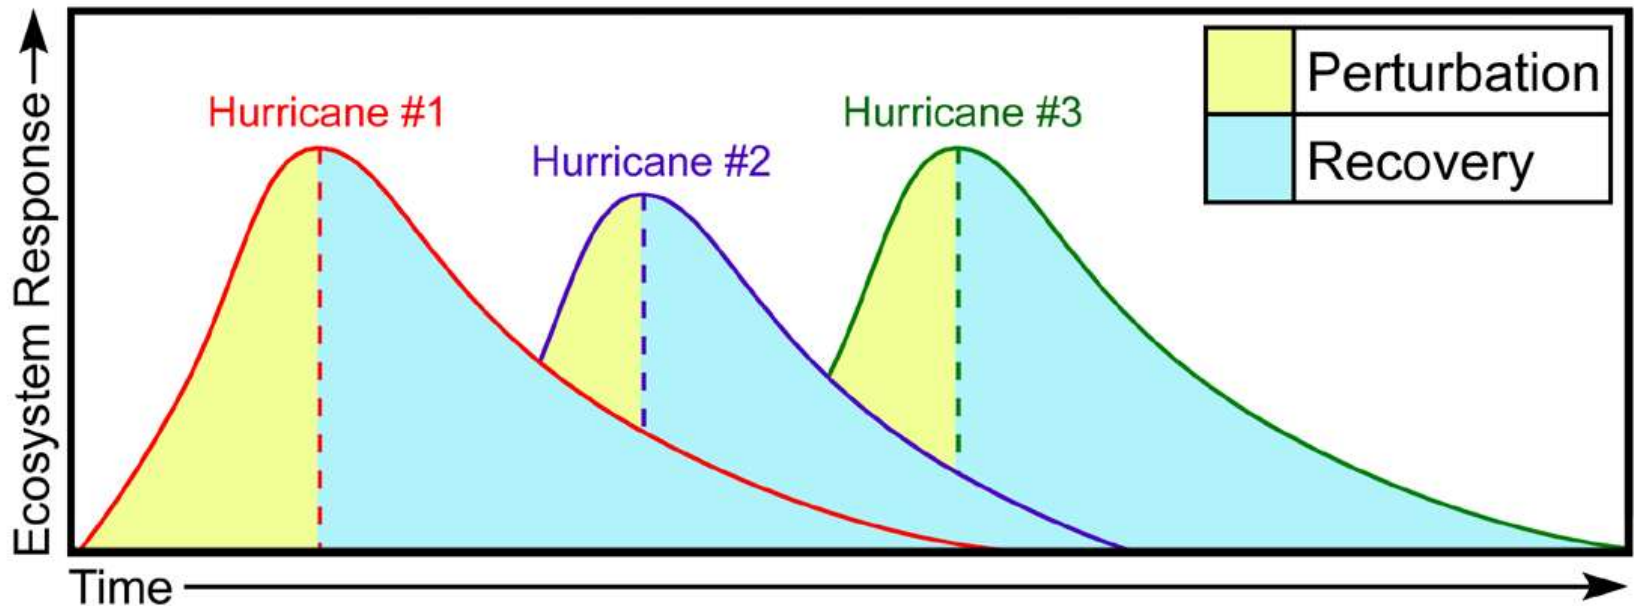 Ecosystem Response
Hurricane #1
Hurricane #2
Hurricane #3
Perturbation
Recovery
Time